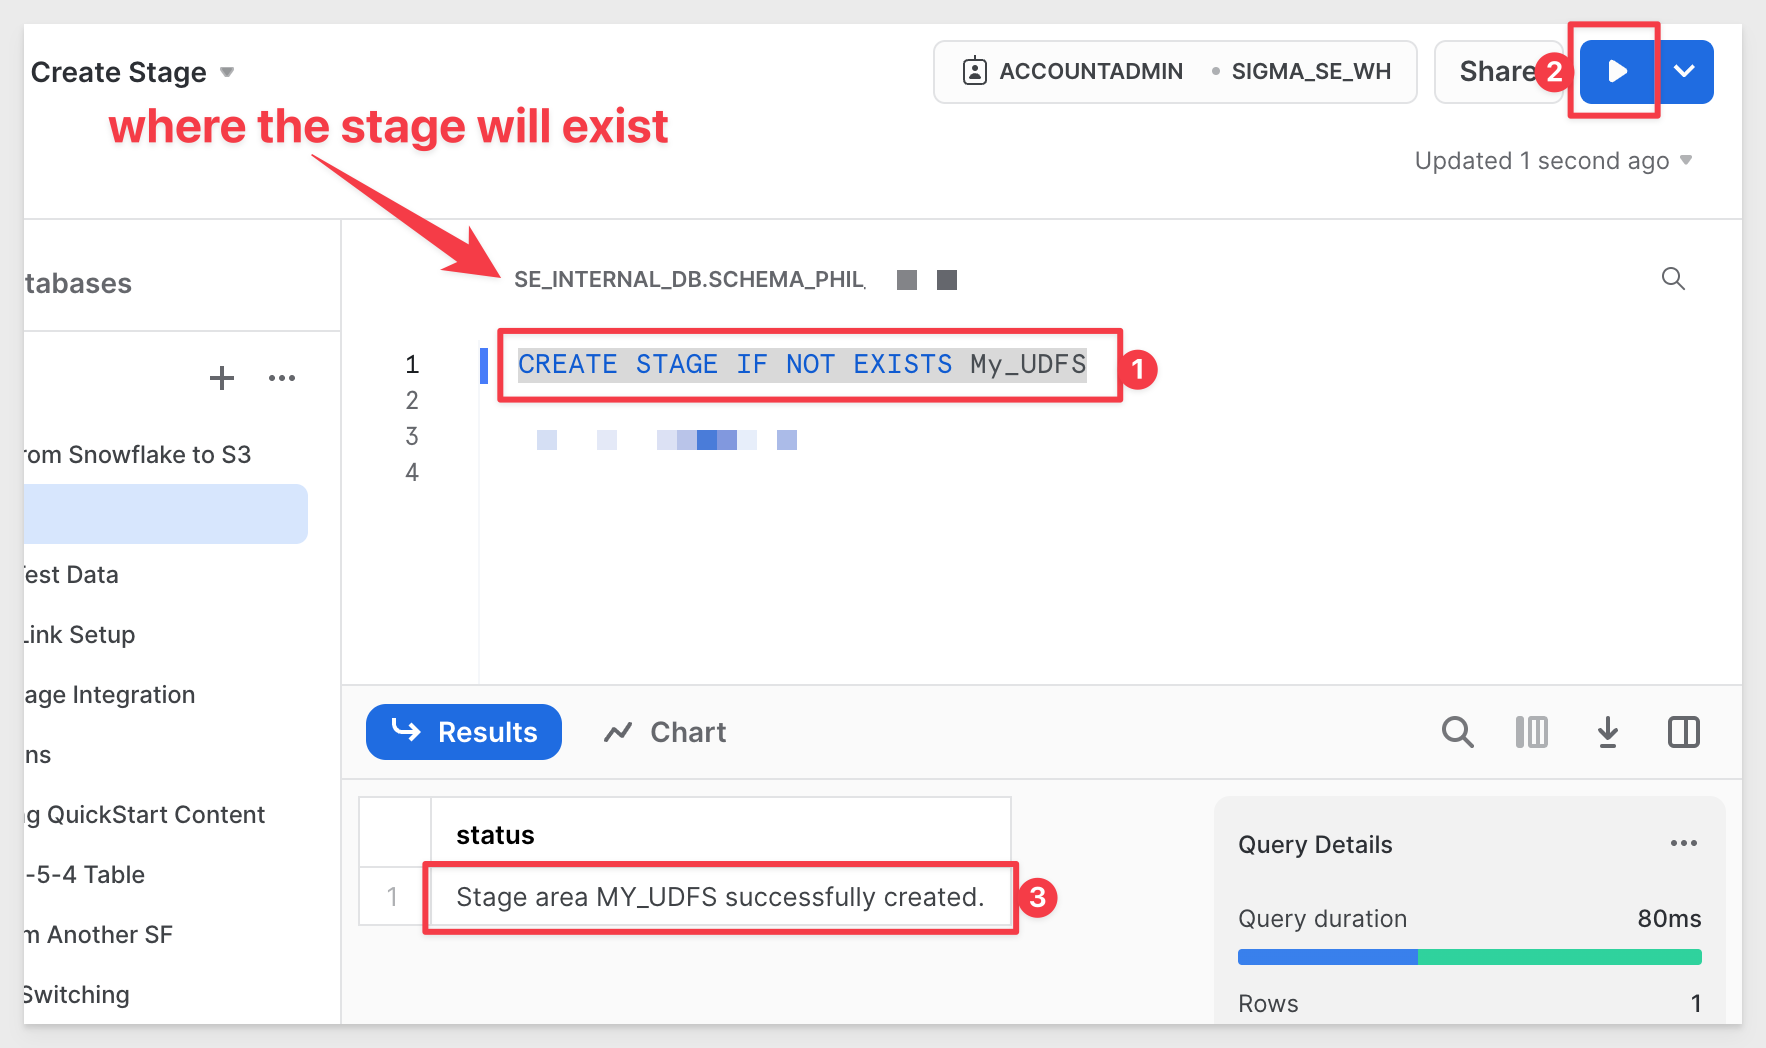 Create Stage
ACCOUNTADMIN
SIGMA_SE_WH
Share
2
where the stage will exist
Updated 1 second ago
tabases
SE_INTERNAL_DB.SCHEMA_PHIL_
1 CREATE STAGE IF NOT EXISTS My_UDFS
1
2
3
4
rom Snowflake to S3
est Data
Link Setup
age Integration
ns
g QuickStart Content
-5-4 Table
m Another SF
Switching
Results
Chart
status
1 Stage area MY_UDFS successfully created.
3
Query Details
Query duration 80ms
Rows 1